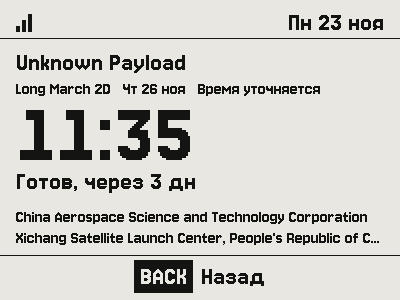 Пн 23 ноя
Unknown Payload
Long March 2D Чт 26 ноя Время уточняется
11:35
Готов, через 3 дн
China Aerospace Science and Technology Corporation
Xichang Satellite Launch Center, People's Republic of C...
BACK Назад